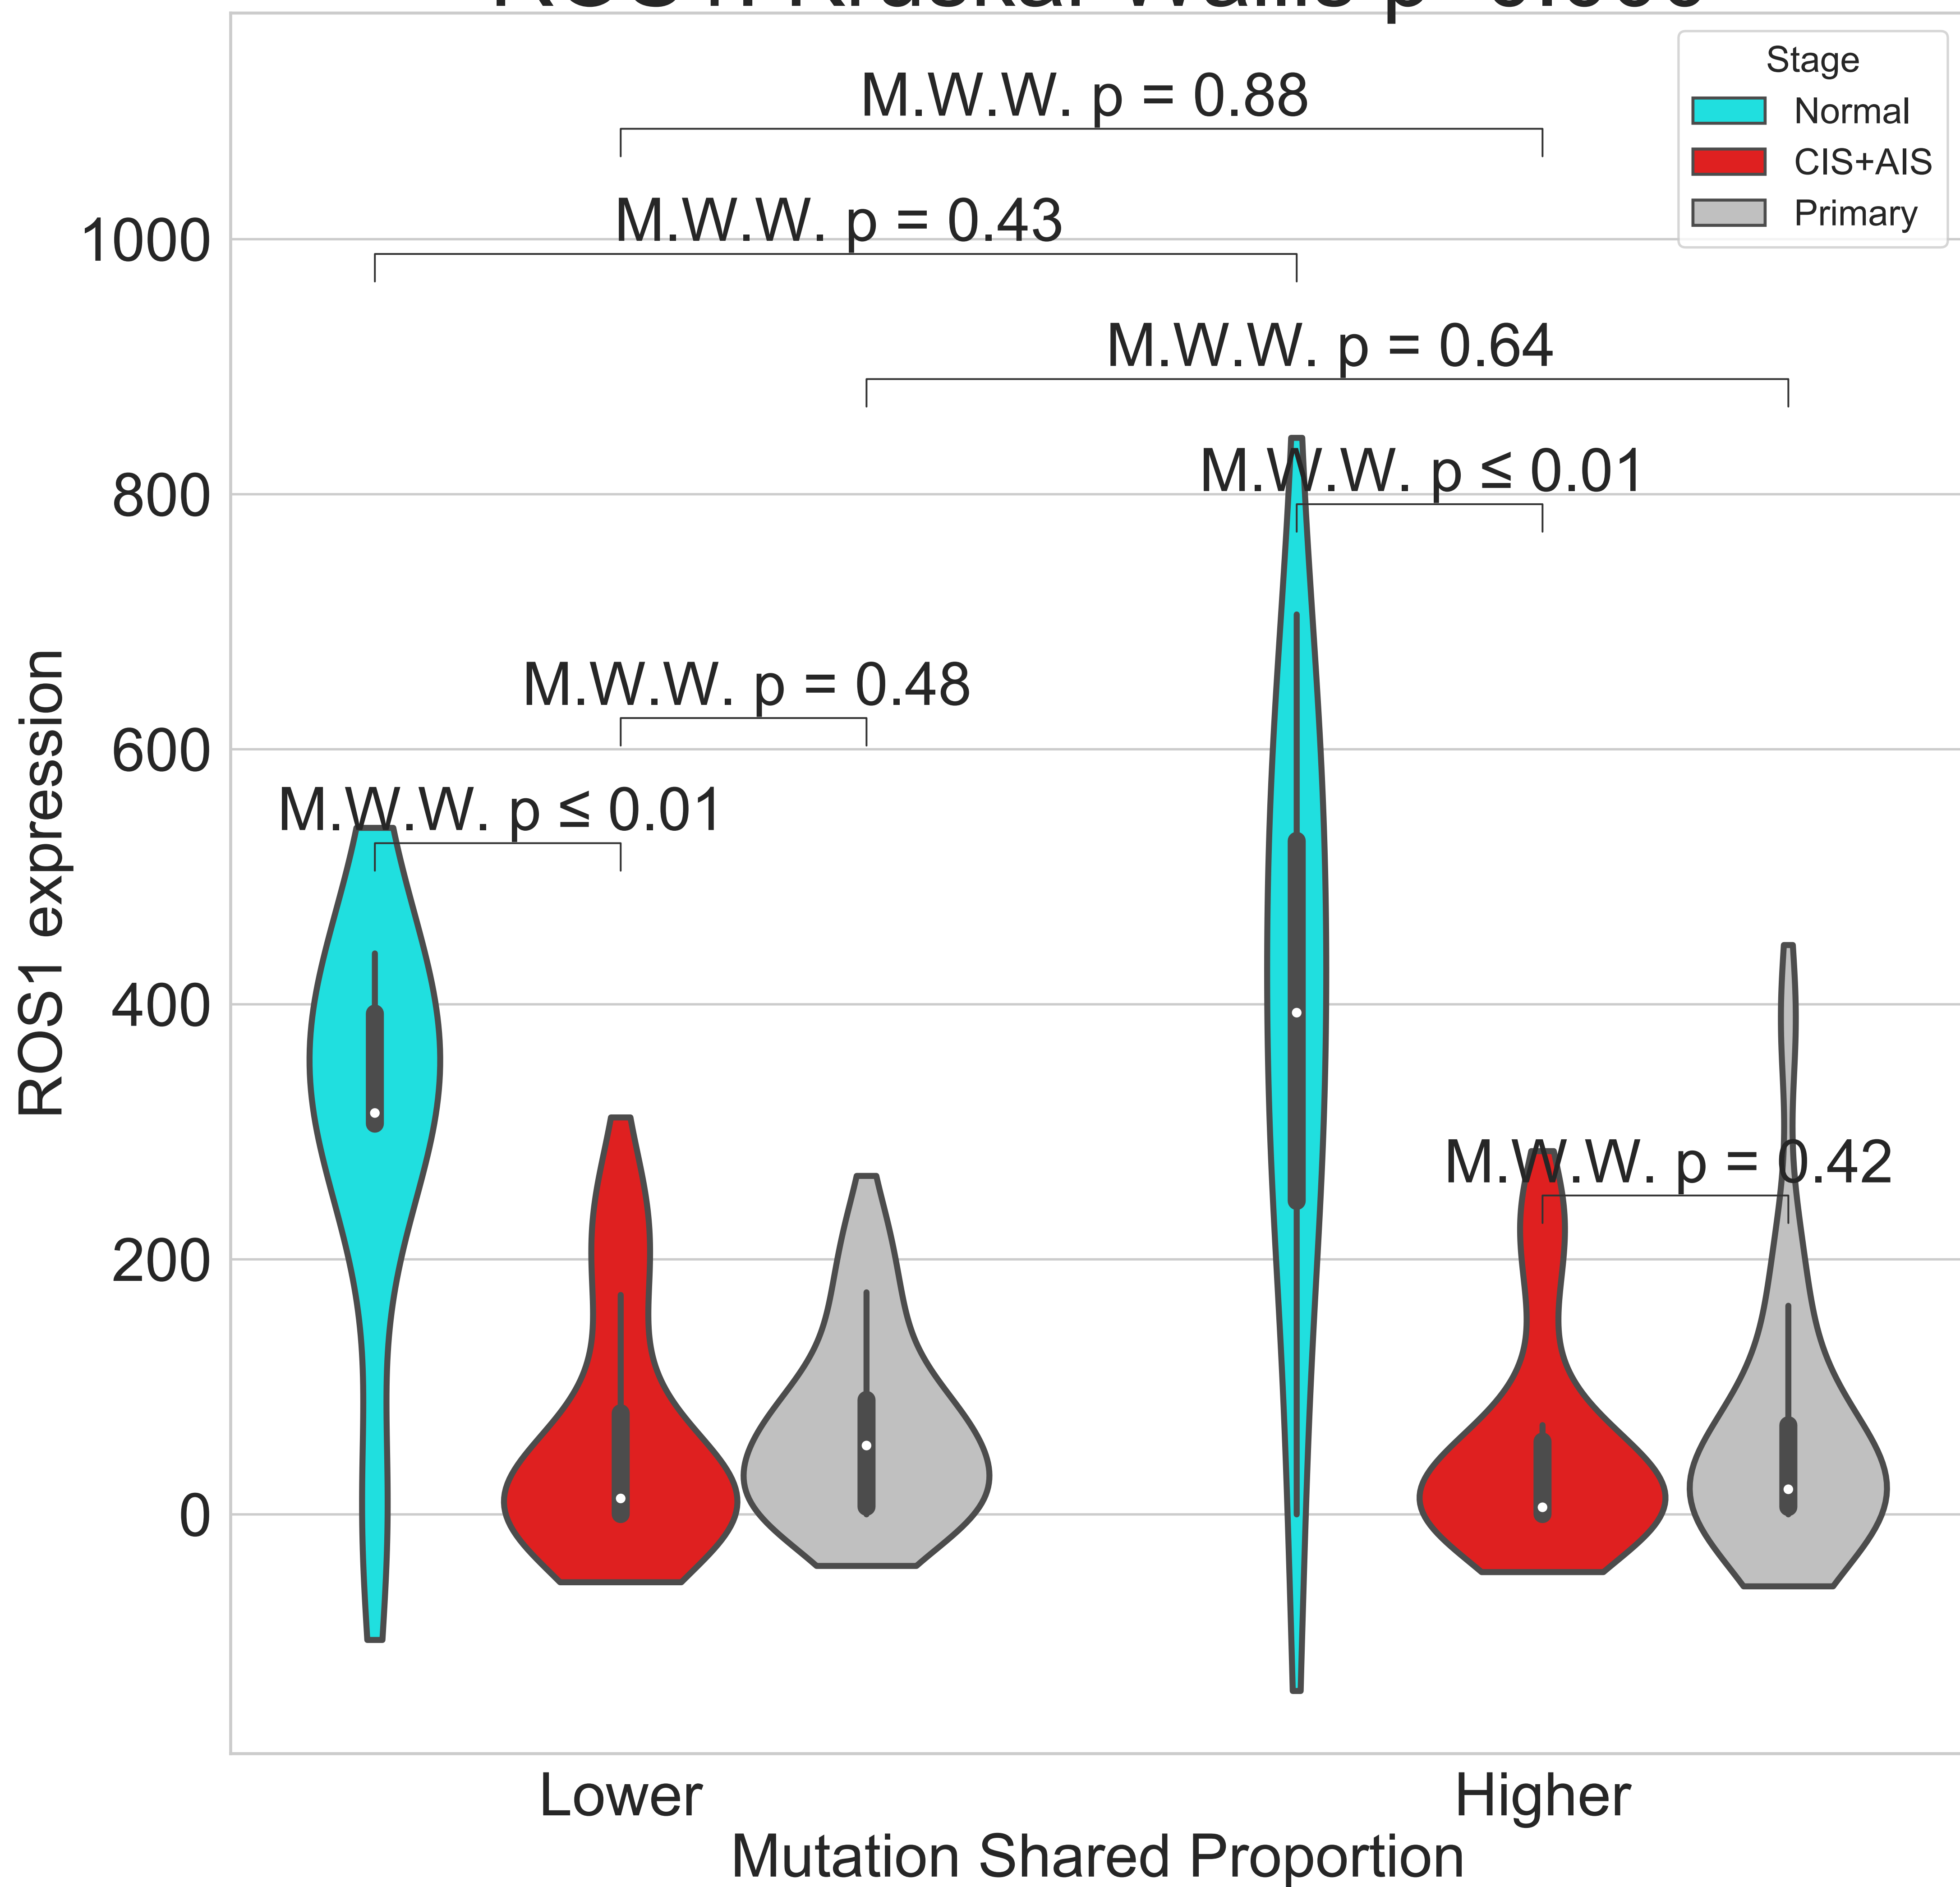 Stage
Normal
CIS+AIS
Primary
M.W.W. p = 0.88
M.W.W. p = 0.43
M.W.W. p = 0.64
M.W.W. p ≤ 0.01
M.W.W. p = 0.48
M.W.W. p ≤ 0.01
M.W.W. p = 0.42
1000
800
600
400
200
0
ROS1 expression
Lower
Higher
Mutation Shared Proportion